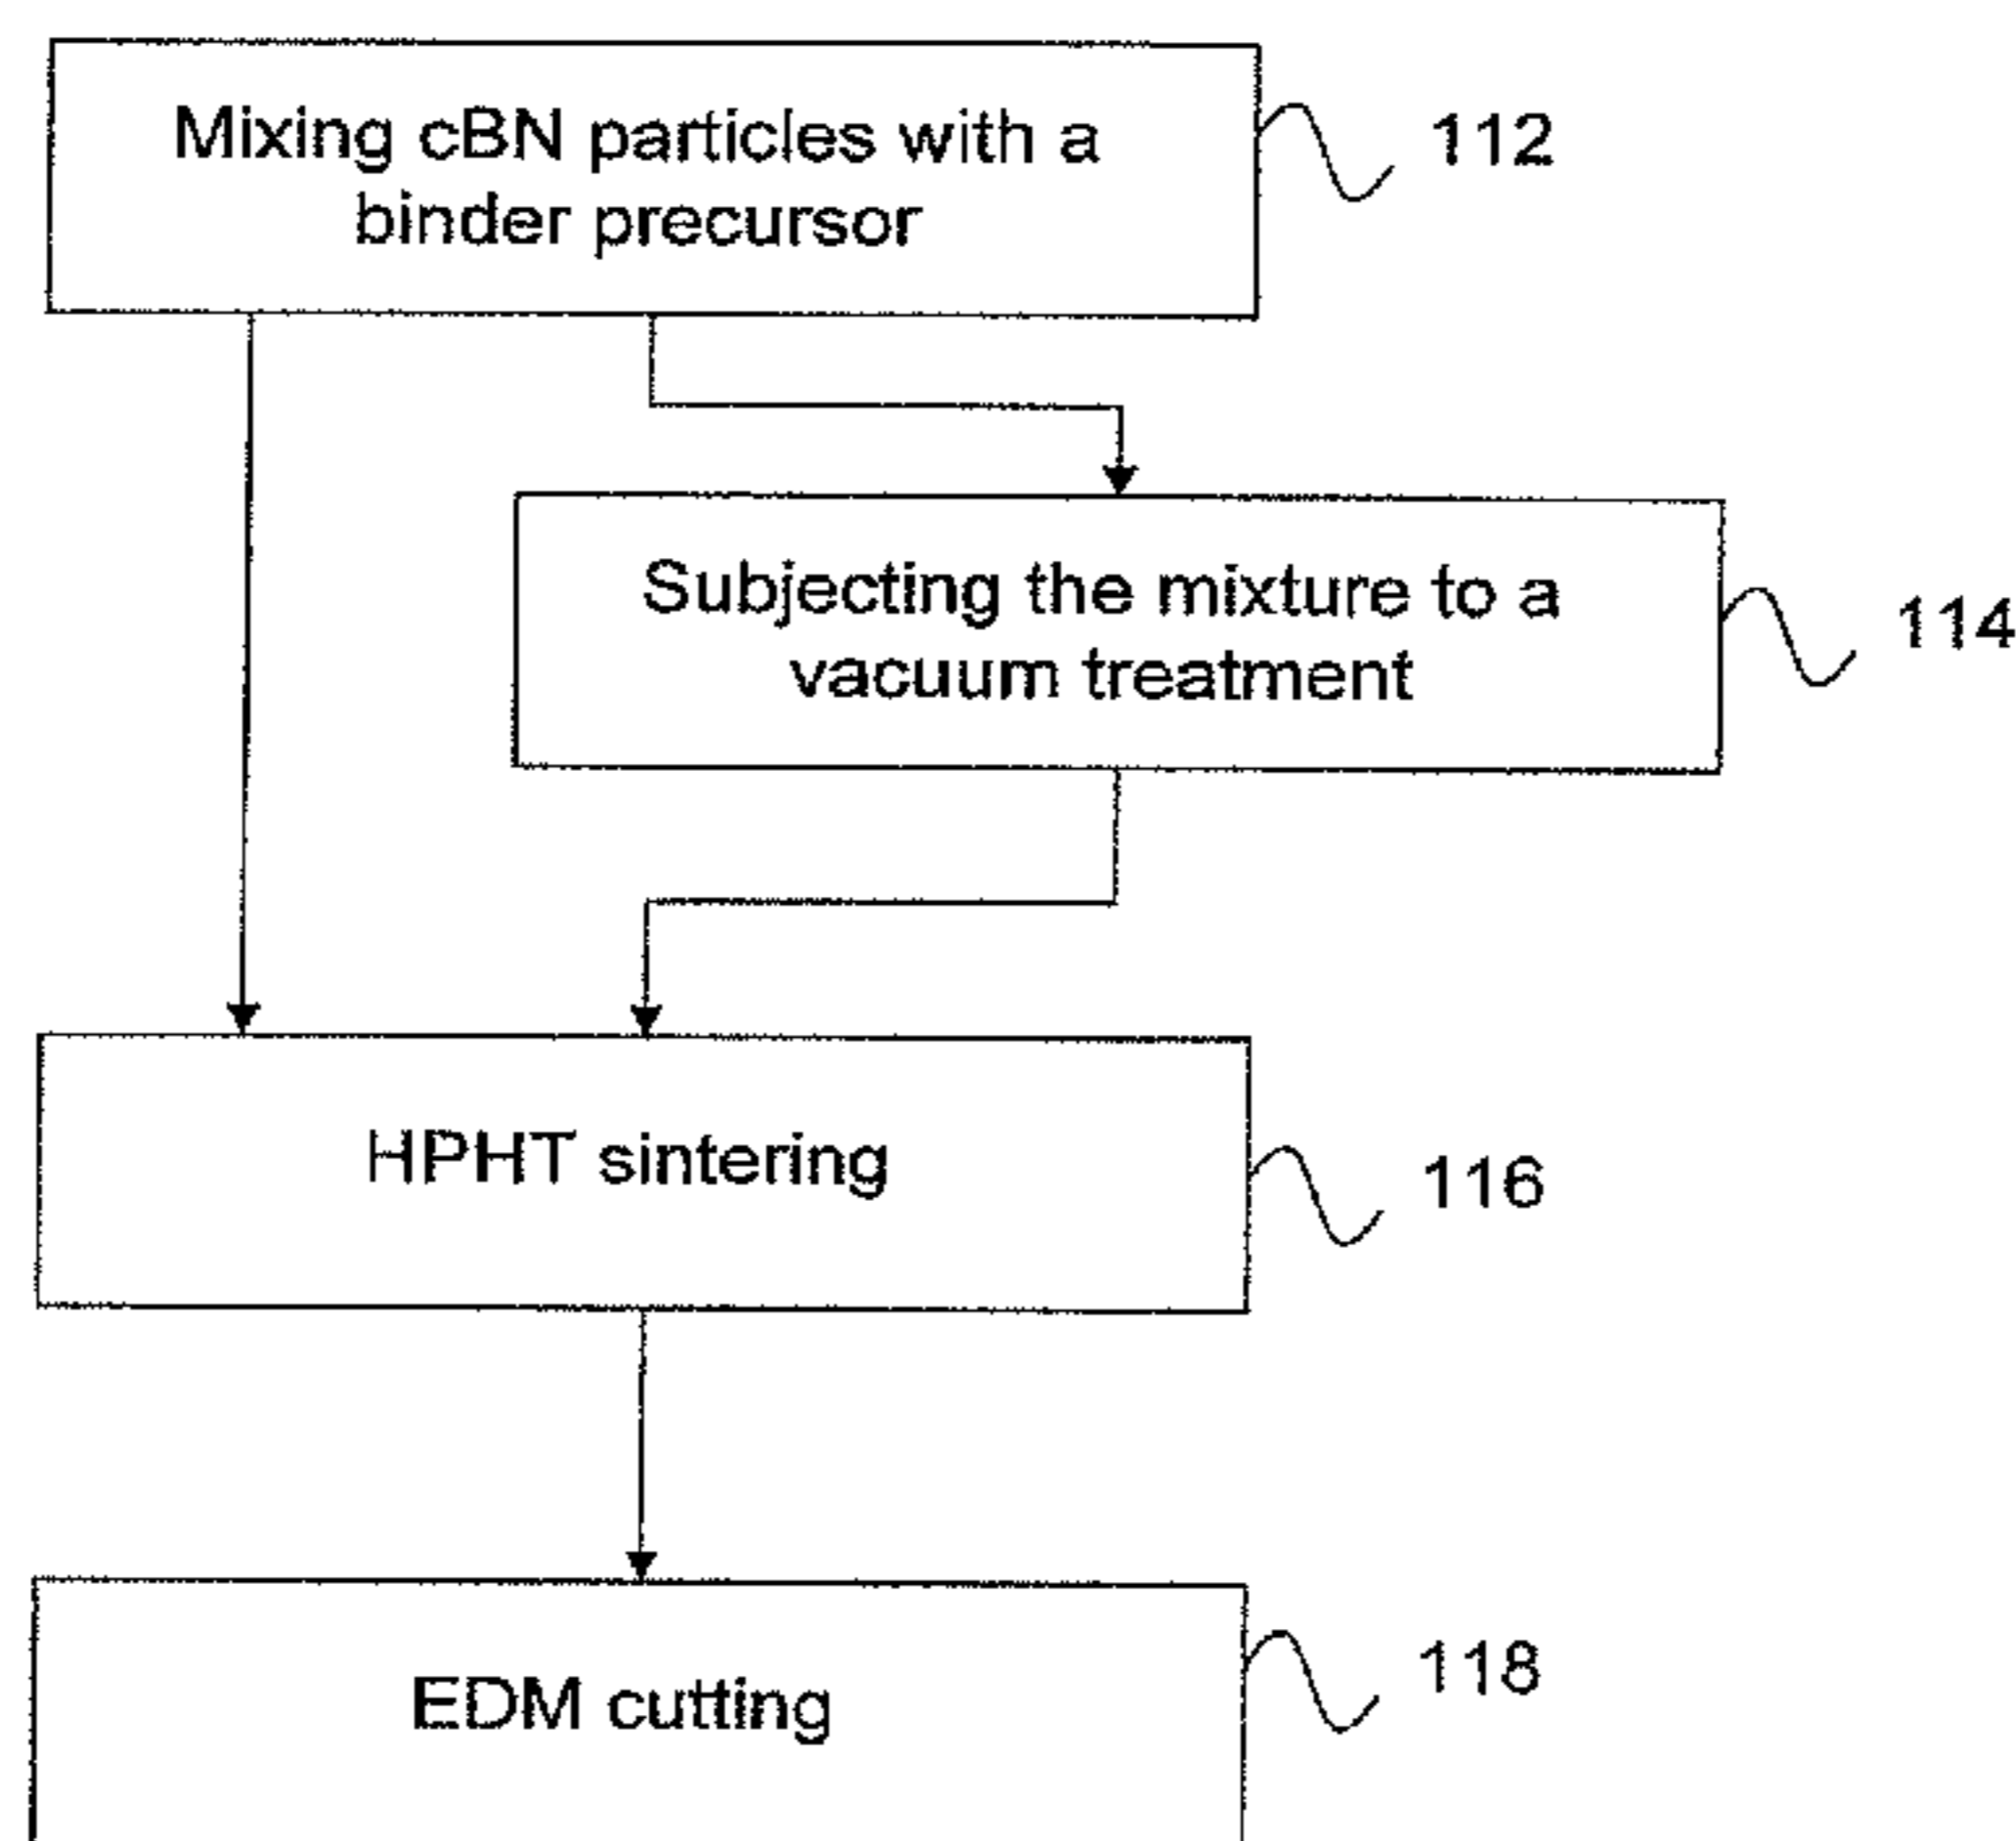 Mixing cBN particles with a
binder precursor
112
Subjecting the mixture to a
vacuum treatment
114
HPHT sintering
116
EDM cutting
118